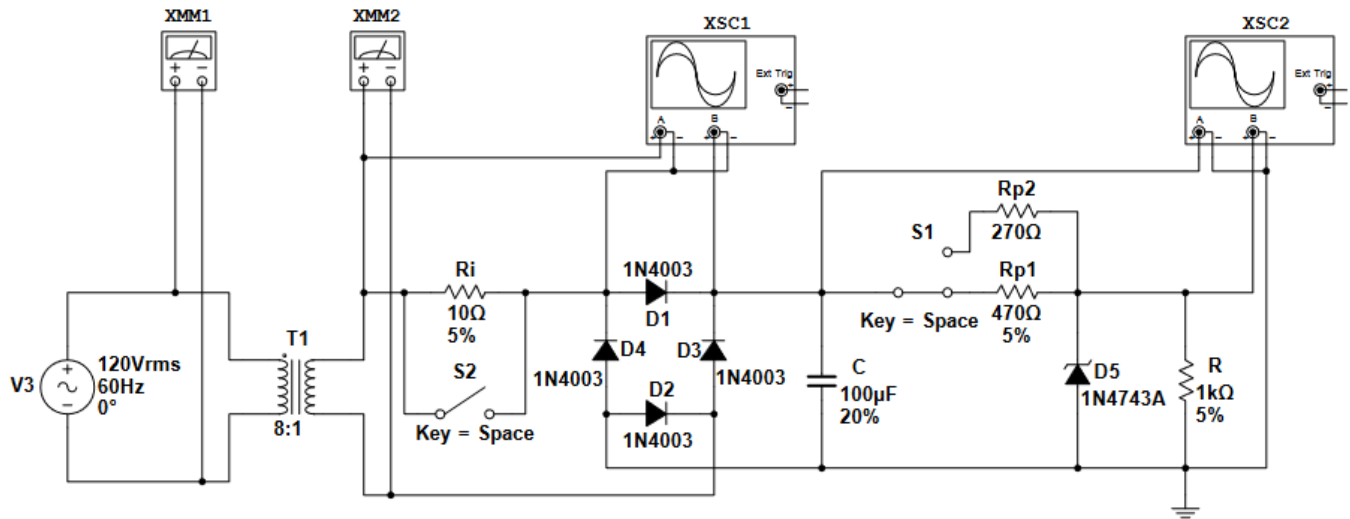 XMM1
XMM2
XSC1
XSC2
+ −
+ −
Ext Trig
+
−
A
B
+ − + −
Ext Trig
+
−
A
B
+ − + −
Rp2
270Ω
S1
1N4003
D1
Ri
10Ω
5%
Rp1
470Ω
5%
Key = Space
T1
8:1
V3
+
−
120Vrms
60Hz
0°
S2
Key = Space
D4
1N4003
D3
1N4003
D2
1N4003
C
100µF
20%
D5
1N4743A
R
1kΩ
5%